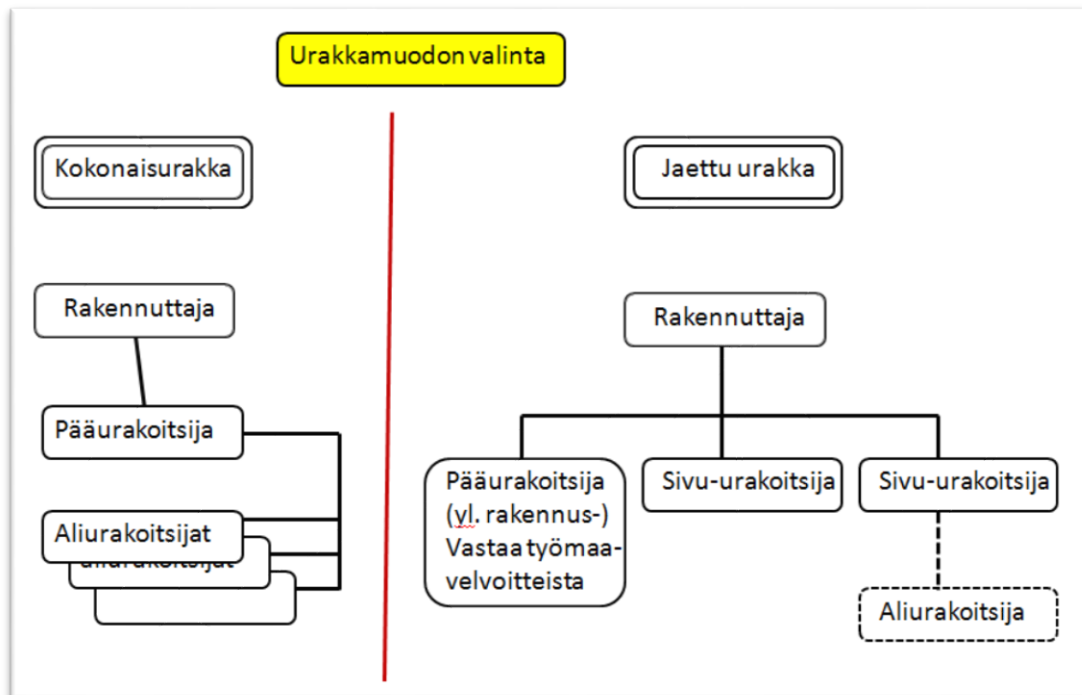 Urakkamuodon valinta
Kokonaisurakka
Rakennuttaja
Pääurakoitsija
Aliurakoitsijat
aliurakoitsijat
Jaettu urakka
Rakennuttaja
Pääurakoitsija
(yl. rakennus-)
Vastaa työmaa-
velvoitteista
Sivu-urakoitsija
Sivu-urakoitsija
Aliurakoitsija